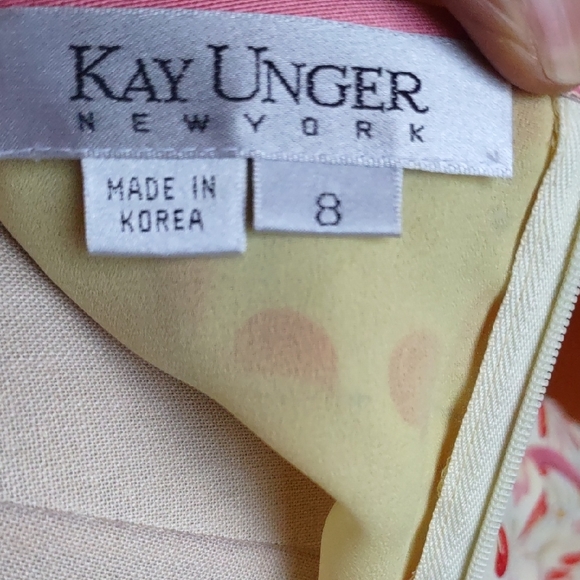 KAY UNGER
NEW YORK
MADE IN
KOREA
8